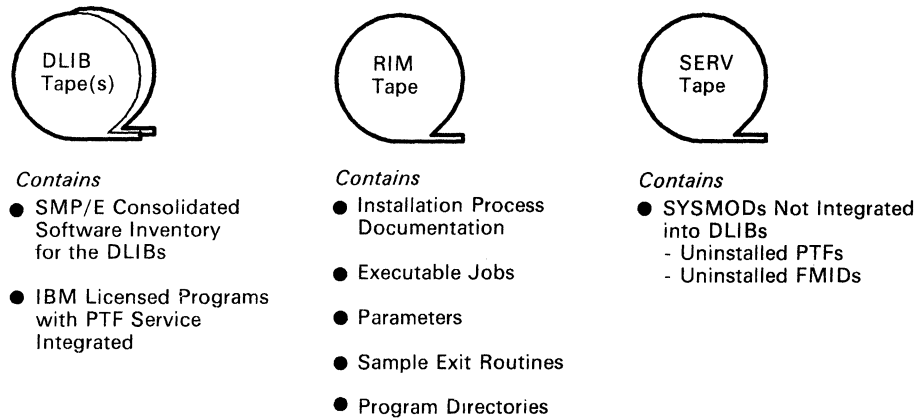 DLIB
Tape(s)
Contains
● SMP/E Consolidated
Software Inventory
for the DLIBs
● IBM Licensed Programs
with PTF Service
Integrated
RIM
Tape
Contains
● Installation Process
Documentation
● Executable Jobs
● Parameters
● Sample Exit Routines
● Program Directories
SERV
Tape
Contains
● SYSMODs Not Integrated
into DLIBs
- Uninstalled PTFs
- Uninstalled FMIDs